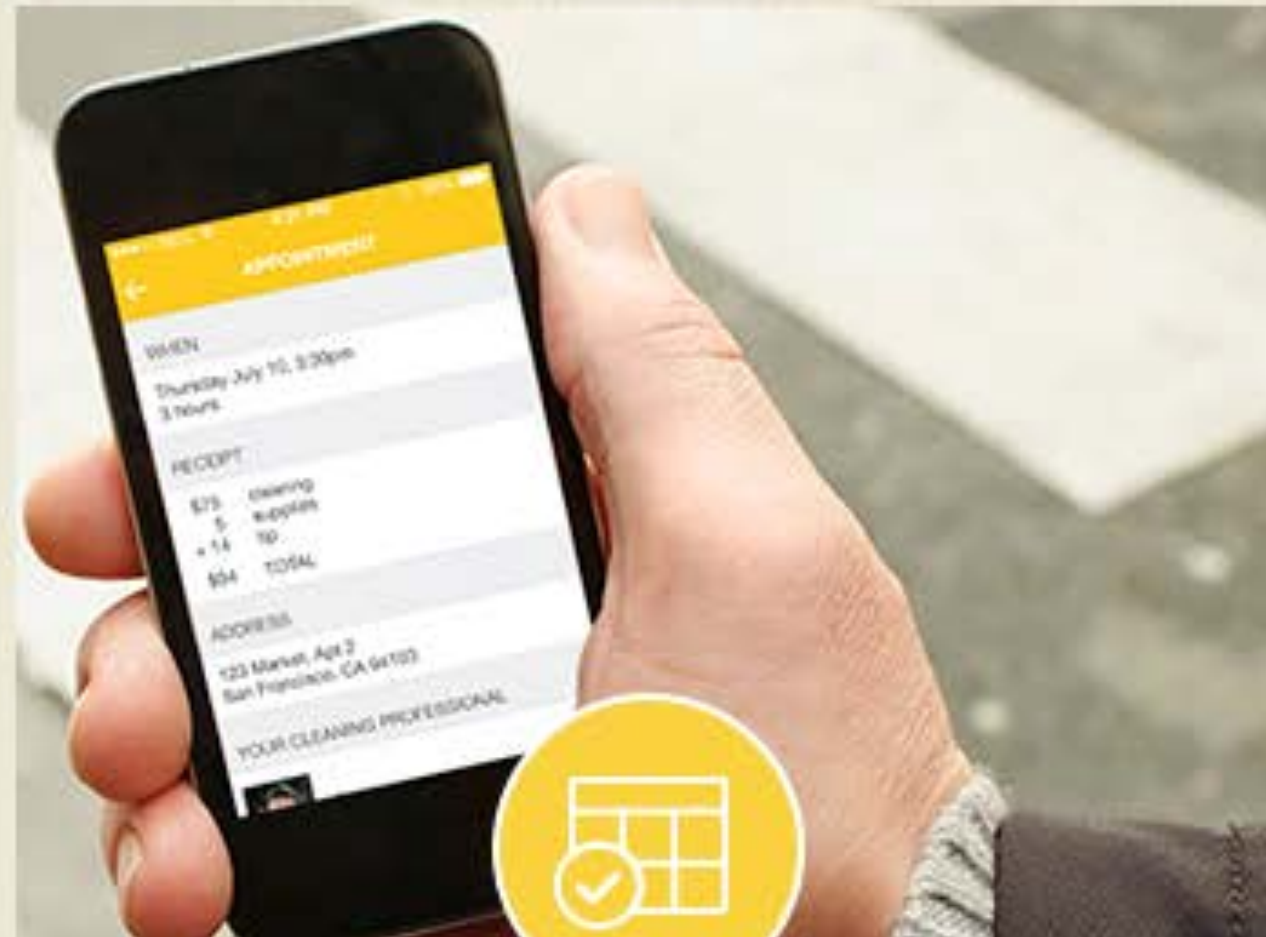 APPOINTMENT
WHEN
Thursday July 10, 3:30pm
3 hours
RECEIPT
$75 cleaning
5 supplies
+ 14 tip
$94 TOTAL
ADDRESS
123 Market, Apt 2
San Francisco, CA 94103
YOUR CLEANING PROFESSIONAL